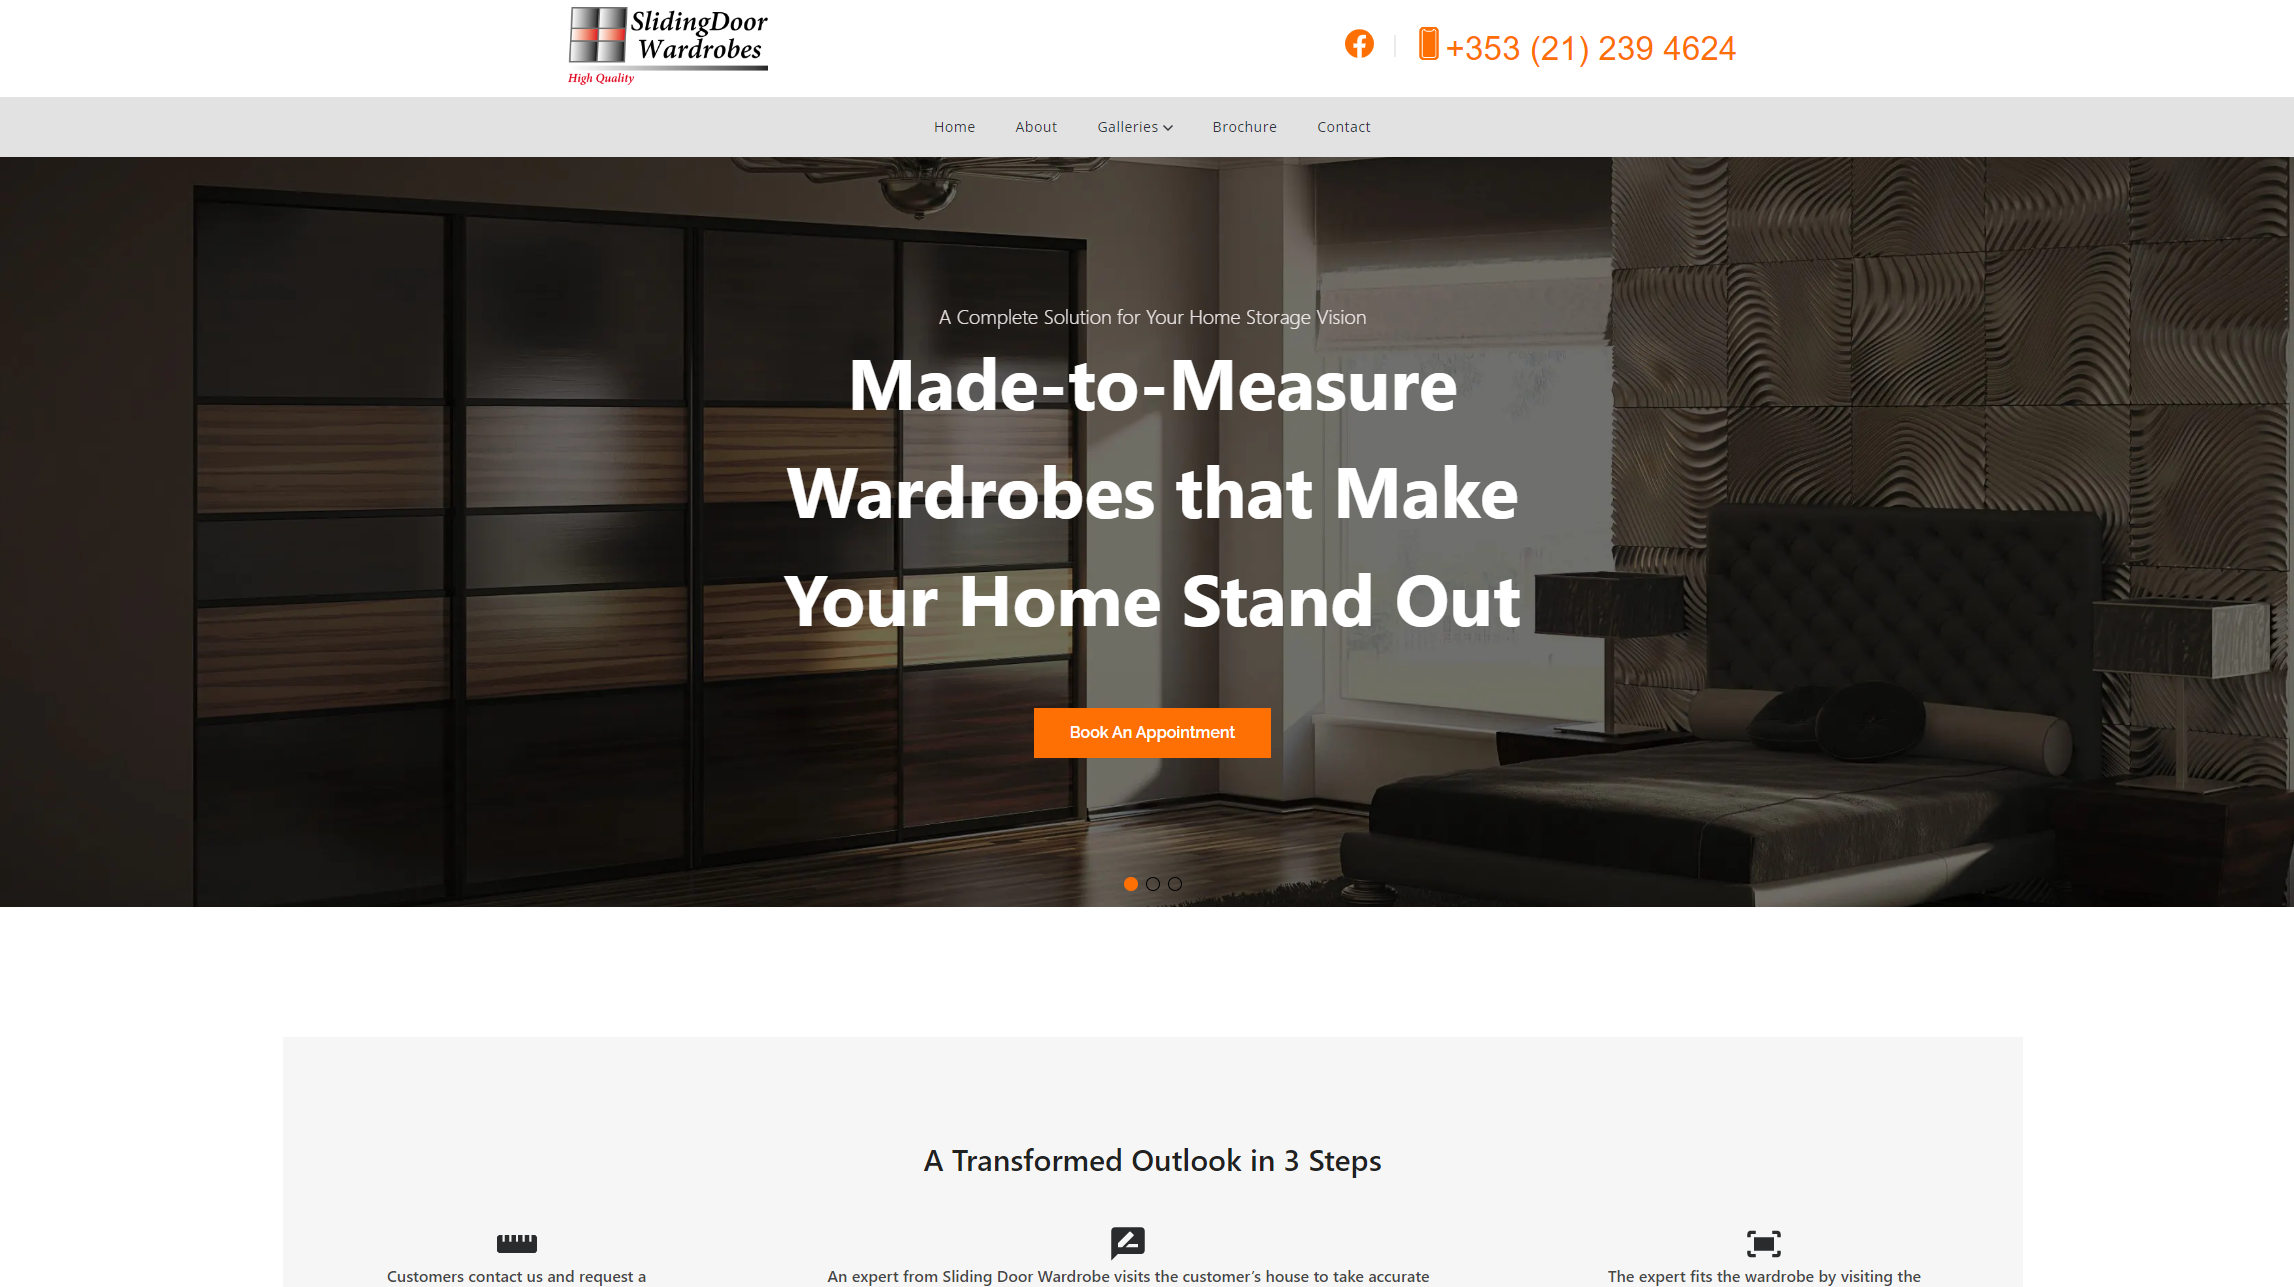 SlidingDoor
Wardrobes
High Quality
+353 (21) 239 4624
Home About Galleries Brochure Contact
A Complete Solution for Your Home Storage Vision
Made-to-Measure
Wardrobes that Make
Your Home Stand Out
Book An Appointment
A Transformed Outlook in 3 Steps
Customers contact us and request a
An expert from Sliding Door Wardrobe visits the customer’s house to take accurate
The expert fits the wardrobe by visiting the